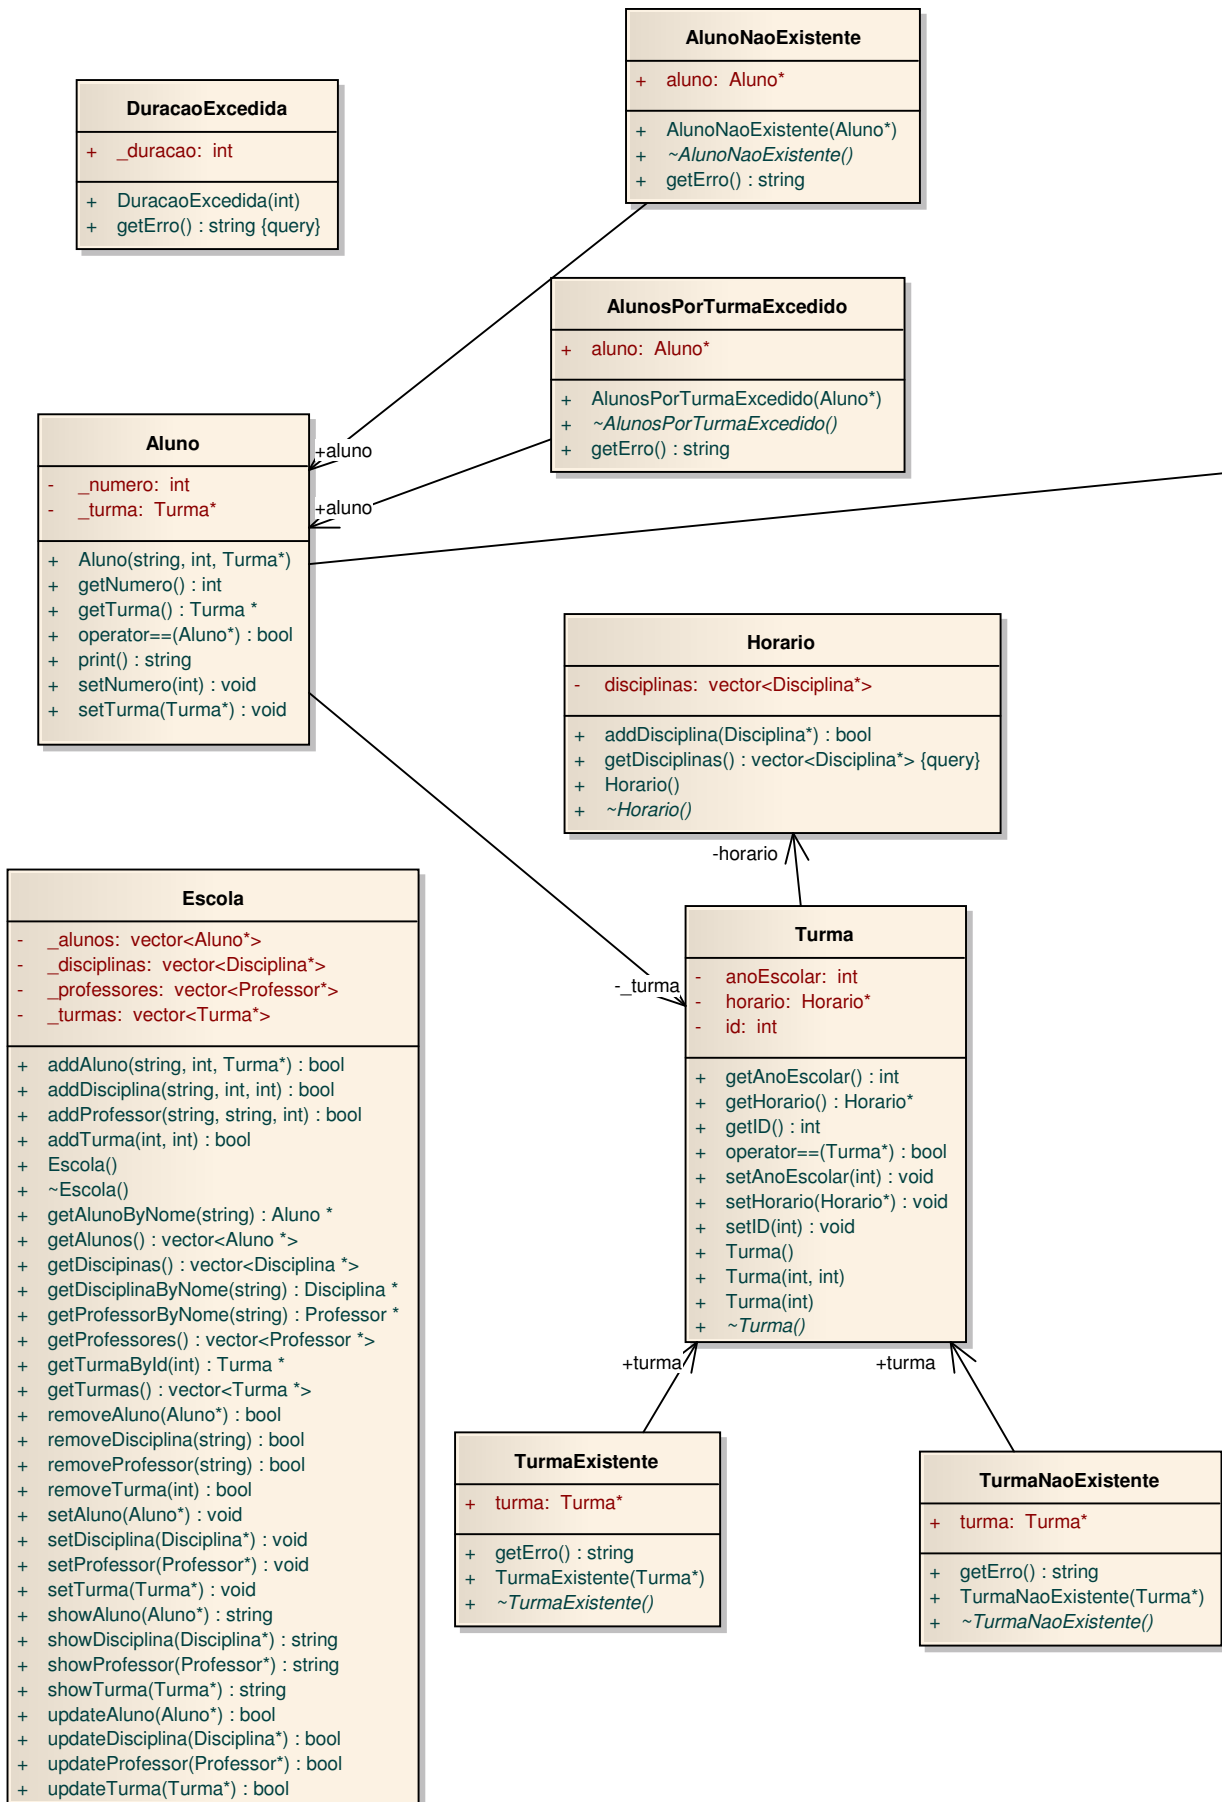 AlunoNaoExistente
+ aluno: Aluno*
+ AlunoNaoExistente(Aluno*)
+ ~AlunoNaoExistente()
+ getErro() : string
DuracaoExcedida
+ _duracao: int
+ DuracaoExcedida(int)
+ getErro() : string {query}
AlunosPorTurmaExcedido
+ aluno: Aluno*
+ AlunosPorTurmaExcedido(Aluno*)
+ ~AlunosPorTurmaExcedido()
+ getErro() : string
+aluno
+aluno
Aluno
- _numero: int
- _turma: Turma*
+ Aluno(string, int, Turma*)
+ getNumero() : int
+ getTurma() : Turma *
+ operator==(Aluno*) : bool
+ print() : string
+ setNumero(int) : void
+ setTurma(Turma*) : void
Horario
- disciplinas: vector<Disciplina*>
+ addDisciplina(Disciplina*) : bool
+ getDisciplinas() : vector<Disciplina*> {query}
+ Horario()
+ ~Horario()
-horario
-_turma
Escola
- _alunos: vector<Aluno*>
- _disciplinas: vector<Disciplina*>
- _professores: vector<Professor*>
- _turmas: vector<Turma*>
+ addAluno(string, int, Turma*) : bool
+ addDisciplina(string, int, int) : bool
+ addProfessor(string, string, int) : bool
+ addTurma(int, int) : bool
+ Escola()
+ ~Escola()
+ getAlunoByNome(string) : Aluno *
+ getAlunos() : vector<Aluno *>
+ getDiscipinas() : vector<Disciplina *>
+ getDisciplinaByNome(string) : Disciplina *
+ getProfessorByNome(string) : Professor *
+ getProfessores() : vector<Professor *>
+ getTurmaById(int) : Turma *
+ getTurmas() : vector<Turma *>
+ removeAluno(Aluno*) : bool
+ removeDisciplina(string) : bool
+ removeProfessor(string) : bool
+ removeTurma(int) : bool
+ setAluno(Aluno*) : void
+ setDisciplina(Disciplina*) : void
+ setProfessor(Professor*) : void
+ setTurma(Turma*) : void
+ showAluno(Aluno*) : string
+ showDisciplina(Disciplina*) : string
+ showProfessor(Professor*) : string
+ showTurma(Turma*) : string
+ updateAluno(Aluno*) : bool
+ updateDisciplina(Disciplina*) : bool
+ updateProfessor(Professor*) : bool
+ updateTurma(Turma*) : bool
Turma
- anoEscolar: int
- horario: Horario*
- id: int
+ getAnoEscolar() : int
+ getHorario() : Horario*
+ getID() : int
+ operator==(Turma*) : bool
+ setAnoEscolar(int) : void
+ setHorario(Horario*) : void
+ setID(int) : void
+ Turma()
+ Turma(int, int)
+ Turma(int)
+ ~Turma()
+turma
+turma
TurmaExistente
+ turma: Turma*
+ getErro() : string
+ TurmaExistente(Turma*)
+ ~TurmaExistente()
TurmaNaoExistente
+ turma: Turma*
+ getErro() : string
+ TurmaNaoExistente(Turma*)
+ ~TurmaNaoExistente()